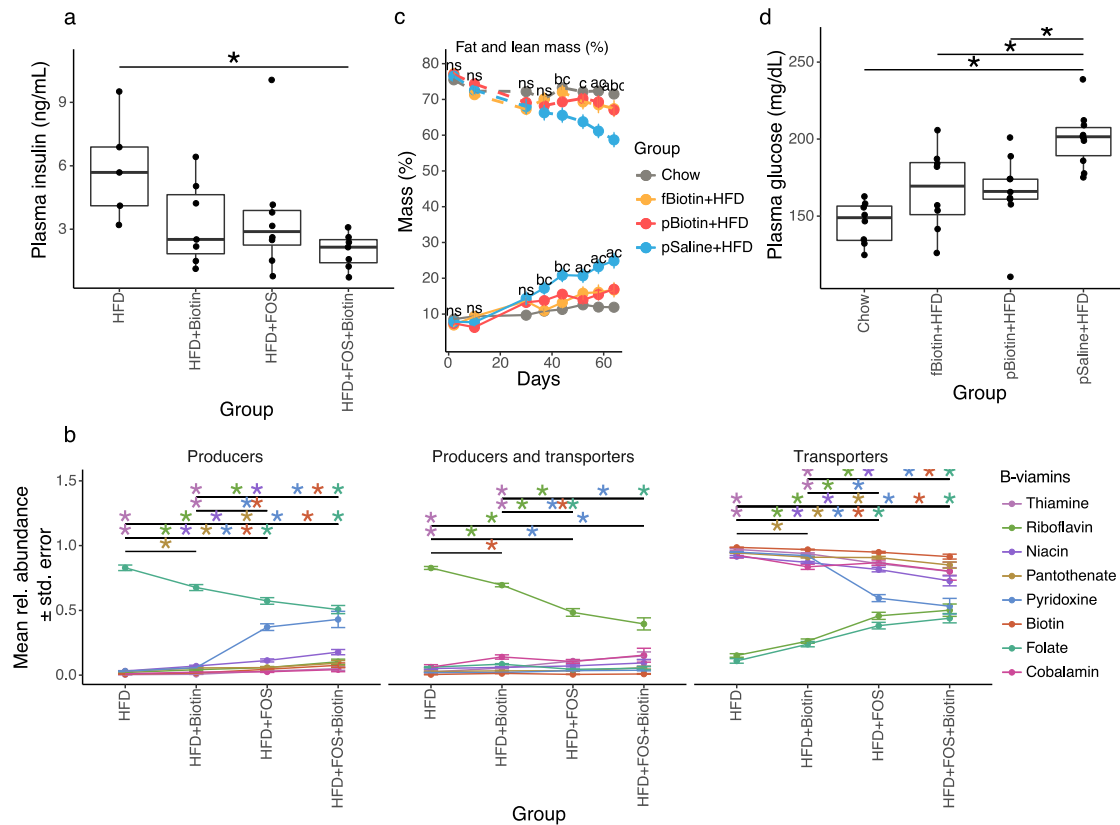 a
*
Plasma insulin (ng/mL)
9
6
3
HFD
HFD+Biotin
HFD+FOS
HFD+FOS+Biotin
Group
c
Fat and lean mass (%)
80
70
60
50
40
30
20
10
Mass (%)
ns ns ns ns bc c ac abc
ns ns ns bc bc ac ac ac
0 20 40 60
Days
Group
Chow
fBiotin+HFD
pBiotin+HFD
pSaline+HFD
d
*
*
*
Plasma glucose (mg/dL)
250
200
150
Chow
fBiotin+HFD
pBiotin+HFD
pSaline+HFD
Group
b
Producers
Producers and transporters
Transporters
Mean rel. abundance
± std. error
1.5
1.0
0.5
0.0
* * * * * *
* * *
* * * * * * *
* * * * * * *
*
* * * *
* * * * *
* * * *
* * * *
*
* * * * * *
* * *
* * * * * * *
* * * * * * *
*
HFD
HFD+Biotin
HFD+FOS
HFD+FOS+Biotin
HFD
HFD+Biotin
HFD+FOS
HFD+FOS+Biotin
HFD
HFD+Biotin
HFD+FOS
HFD+FOS+Biotin
Group
B-viamins
Thiamine
Riboflavin
Niacin
Pantothenate
Pyridoxine
Biotin
Folate
Cobalamin